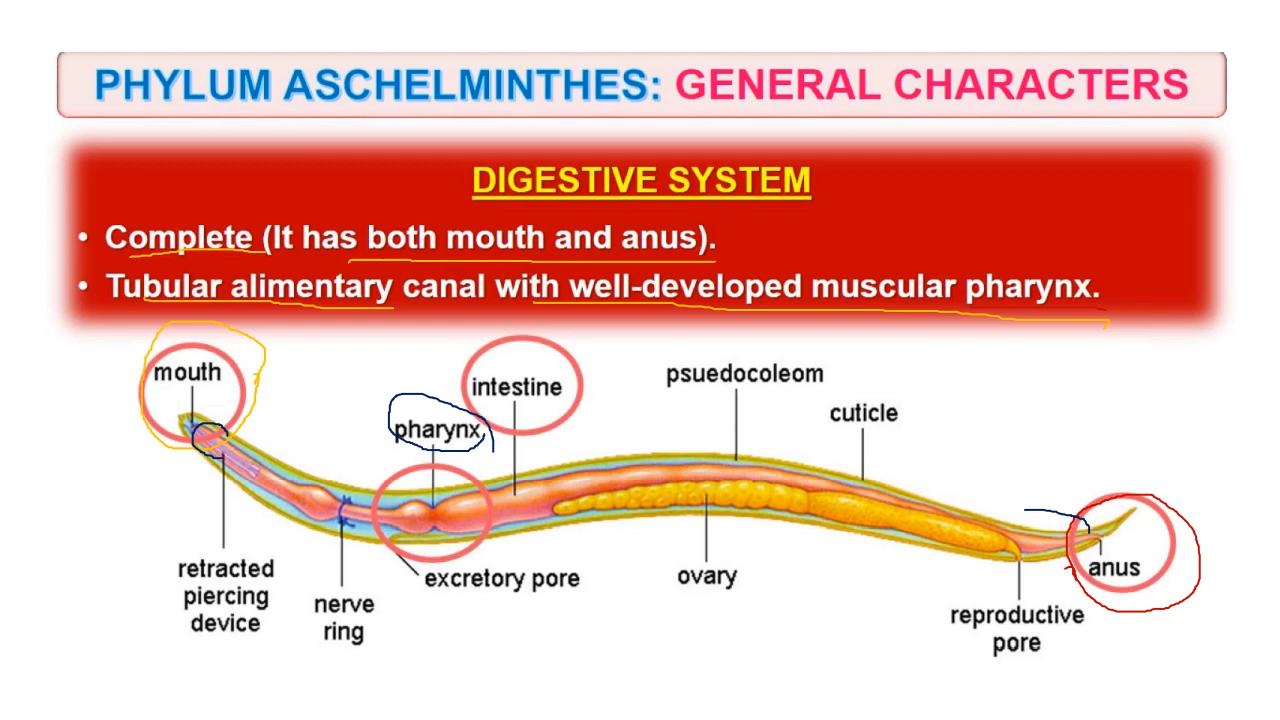 PHYLUM ASCHELMINTHES: GENERAL CHARACTERS
DIGESTIVE SYSTEM
• Complete (It has both mouth and anus).
• Tubular alimentary canal with well-developed muscular pharynx.
mouth
intestine
pharynx
psuedocoleom
cuticle
retracted
piercing
device
nerve
ring
excretory pore
ovary
reproductive
pore
anus